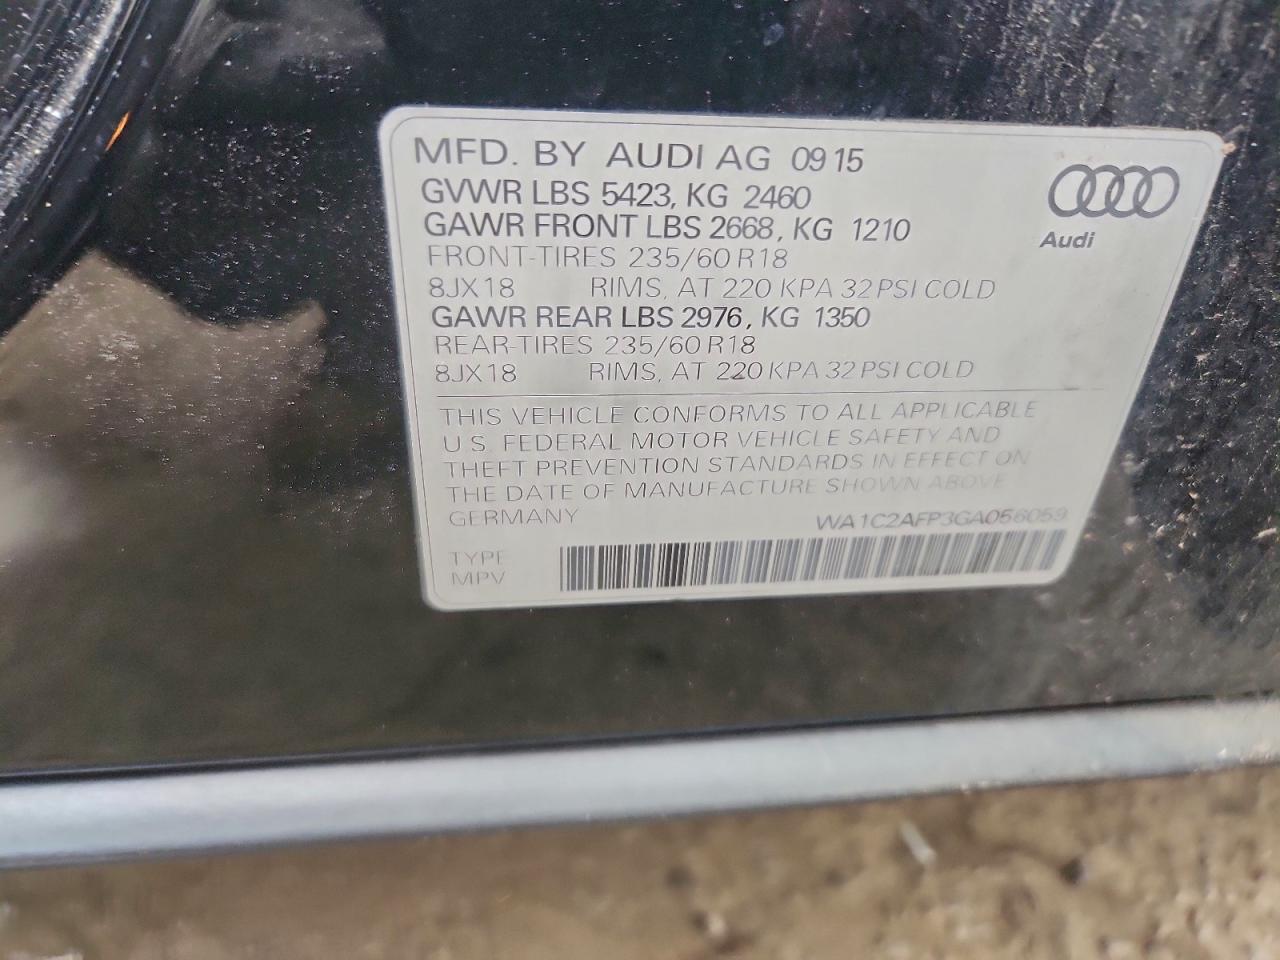 MFD. BY AUDI AG 09 15
GVWR LBS 5423, KG 2460
GAWR FRONT LBS 2668, KG 1210
FRONT-TIRES 235/60 R18
8JX18 RIMS, AT 220 KPA 32 PSI COLD
GAWR REAR LBS 2976, KG 1350
REAR-TIRES 235/60 R18
8JX18 RIMS, AT 220 KPA 32 PSI COLD
Audi
THIS VEHICLE CONFORMS TO ALL APPLICABLE
U.S. FEDERAL MOTOR VEHICLE SAFETY AND
THEFT PREVENTION STANDARDS IN EFFECT ON
THE DATE OF MANUFACTURE SHOWN ABOVE
GERMANY WA1C2AFP3GA056059
TYPE
MPV